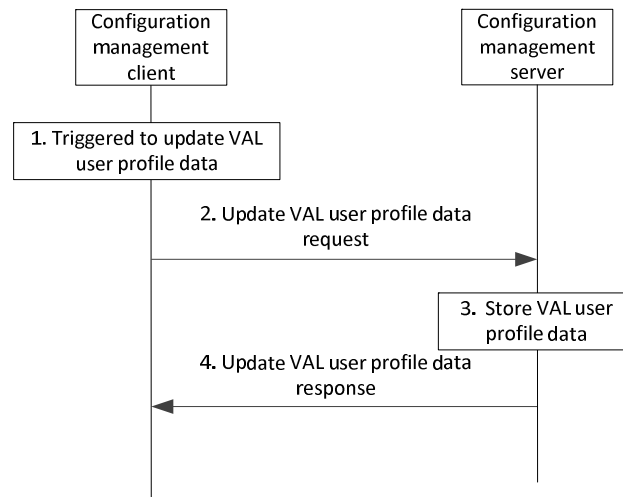 Configuration
management
client
Configuration
management
server
1. Triggered to update VAL
user profile data
2. Update VAL user profile data
request
3. Store VAL user
profile data
4. Update VAL user profile data
response